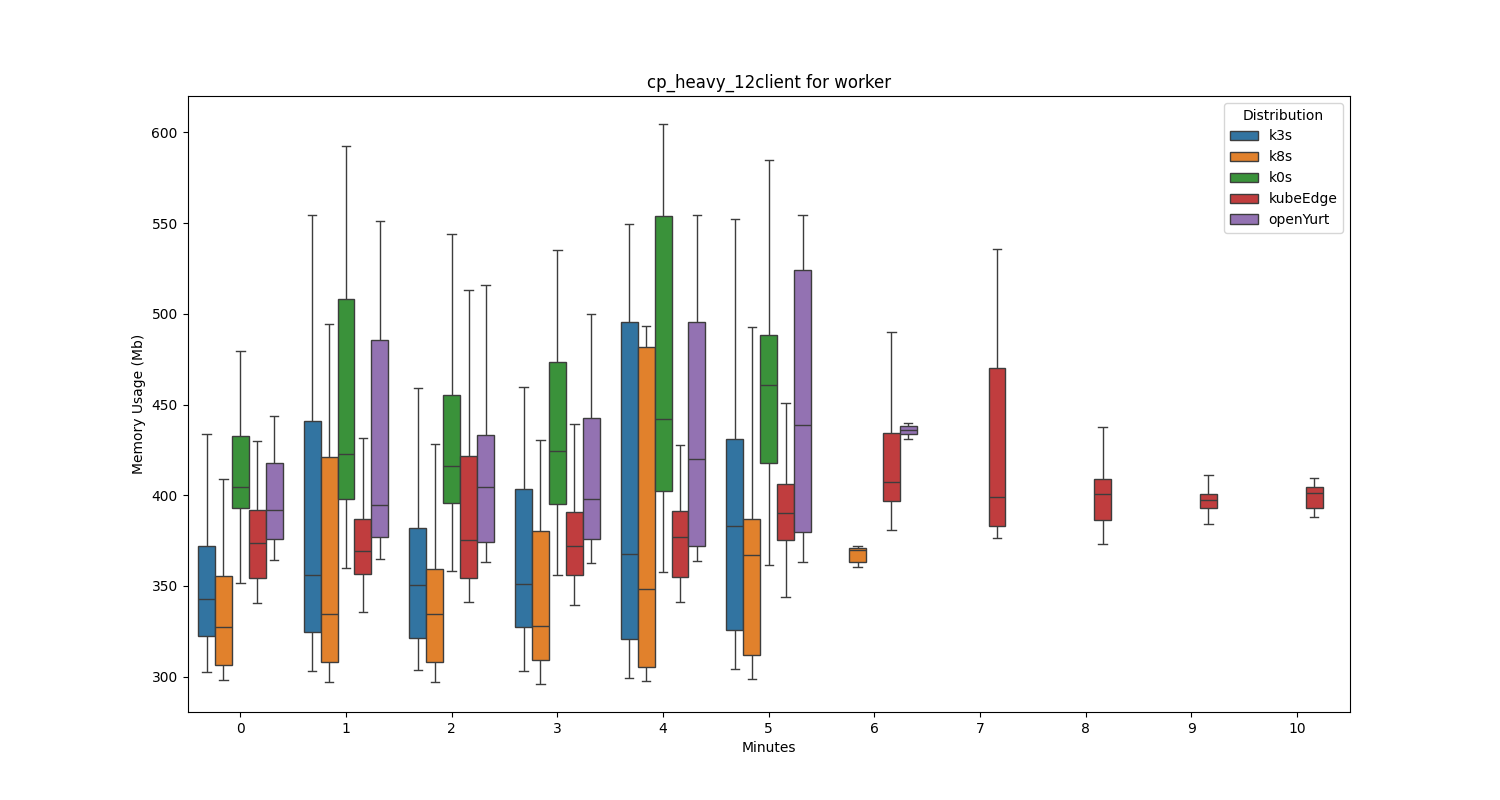 cp_heavy_12client for worker
Distribution
k3s
k8s
k0s
kubeEdge
openYurt
Memory Usage (Mb)
600
550
500
450
400
350
300
0 1 2 3 4 5 6 7 8 9 10
Minutes